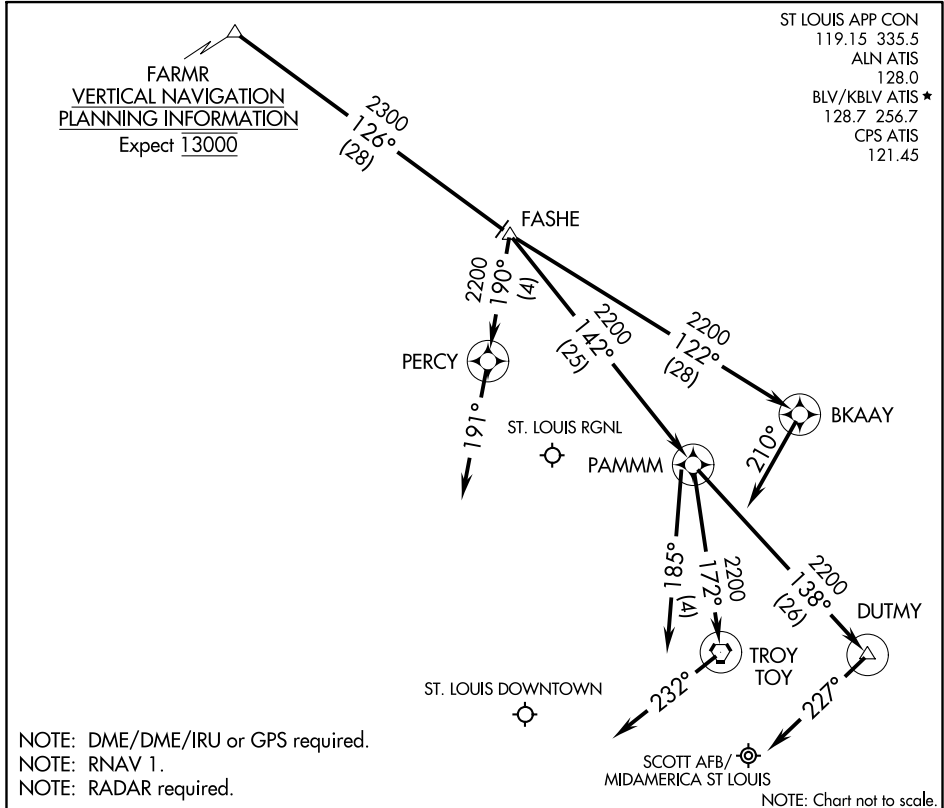 ST LOUIS APP CON
119.15 335.5
ALN ATIS
128.0
BLV/KBLV ATIS ★
128.7 256.7
CPS ATIS
121.45
FARMR
VERTICAL NAVIGATION
PLANNING INFORMATION
Expect 13000
2300
126°
(28)
FASHE
2200
190°
(4)
2200
142°
(25)
2200
122°
(28)
PERCY
191°
ST. LOUIS RGNL
BKAAY
210°
PAMMM
185°
2200
172°
(4)
2200
138°
(26)
DUTMY
TROY
TOY
232°
227°
ST. LOUIS DOWNTOWN
SCOTT AFB/
MIDAMERICA ST LOUIS
NOTE: DME/DME/IRU or GPS required.
NOTE: RNAV 1.
NOTE: RADAR required.
NOTE: Chart not to scale.